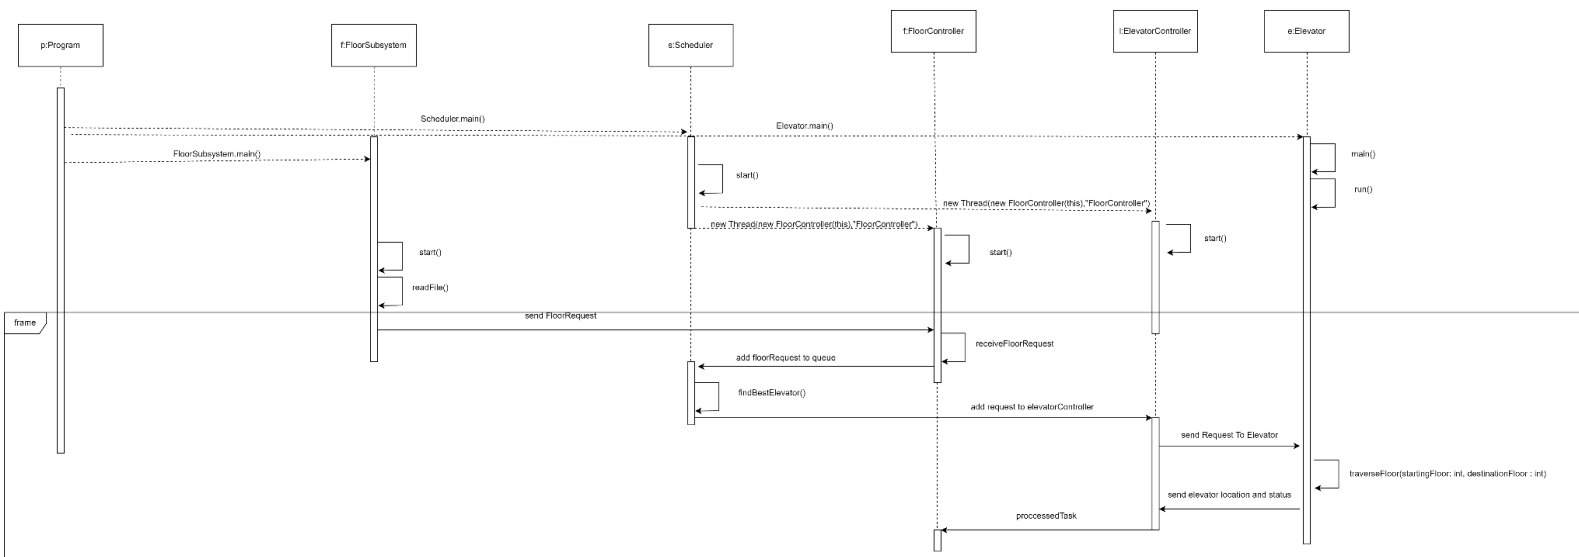 p:Program
f:FloorSubsystem
s:Scheduler
f:FloorController
l:ElevatorController
e:Elevator
Scheduler.main()
Elevator.main()
FloorSubsystem.main()
main()
start()
run()
new Thread(new FloorController(this),"FloorController")
new Thread(new FloorController(this),"FloorController")
start()
start()
start()
readFile()
frame
send FloorRequest
receiveFloorRequest
add floorRequest to queue
findBestElevator()
add request to elevatorController
send Request To Elevator
traverseFloor(startingFloor: int, destinationFloor : int)
send elevator location and status
proccessedTask